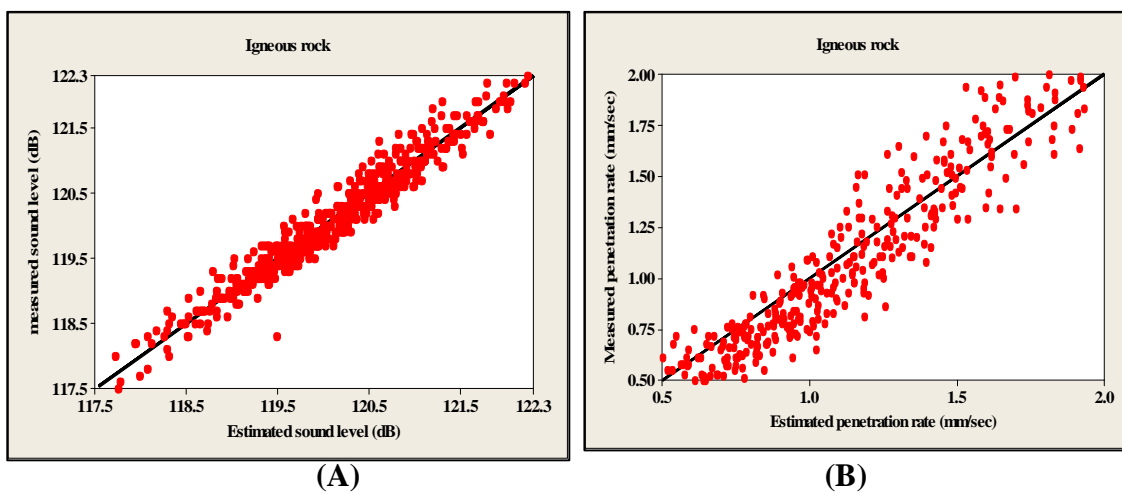 Igneous rock
measured sound level (dB)
122.3
121.5
120.5
119.5
118.5
117.5
117.5 118.5 119.5 120.5 121.5 122.3
Estimated sound level (dB)
(A)
Igneous rock
Measured penetration rate (mm/sec)
2.00
1.75
1.50
1.25
1.00
0.75
0.50
0.5 1.0 1.5 2.0
Estimated penetration rate (mm/sec)
(B)